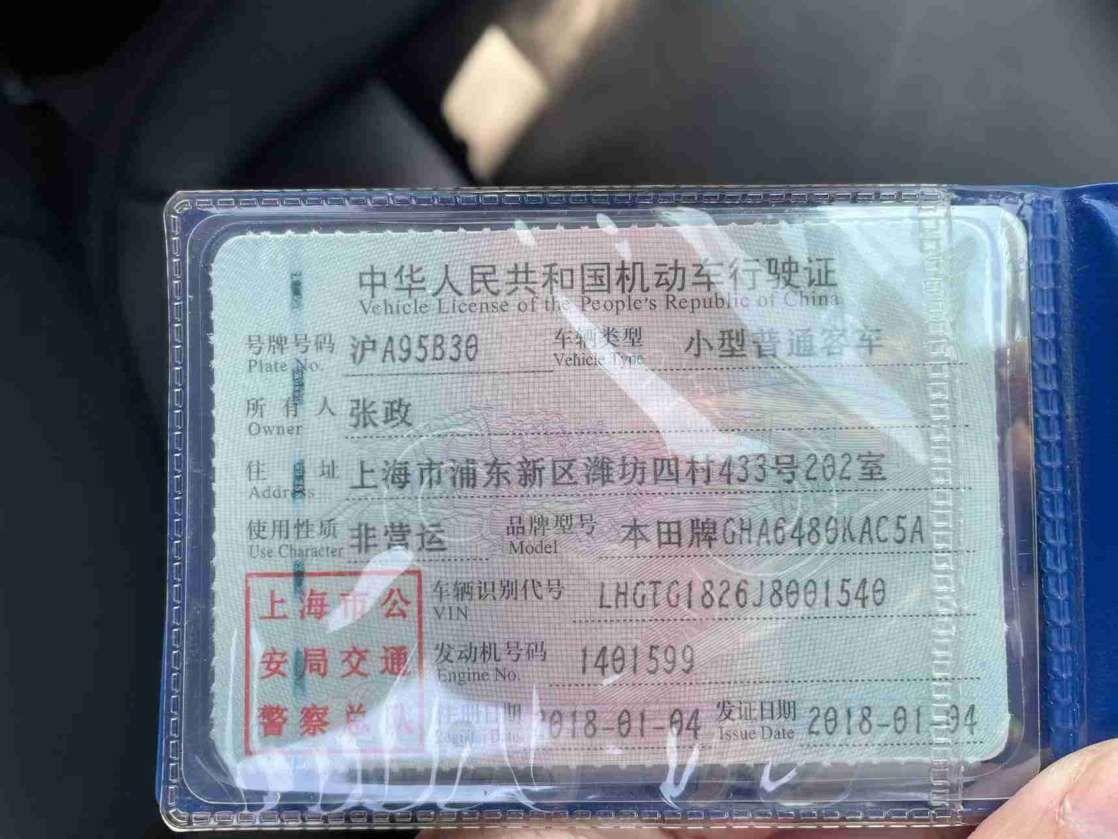 中华人民共和国机动车行驶证
Vehicle License of the People's Republic of China
号牌号码 沪A95B30 车辆类型 小型普通客车
Plate No. Vehicle Type
所有人 张政
Owner
住址 上海市浦东新区潍坊四村433号202室
Address
使用性质 非营运 品牌型号 本田牌GHA6480KAC5A
Use Character Model
上海市公 车辆识别代号 LHGTG1826J8001540
VIN
安局交通 发动机号码 1401599
Engine No.
警察总队 注册日期 2018-01-04 发证日期 2018-01-04
Register Date Issue Date